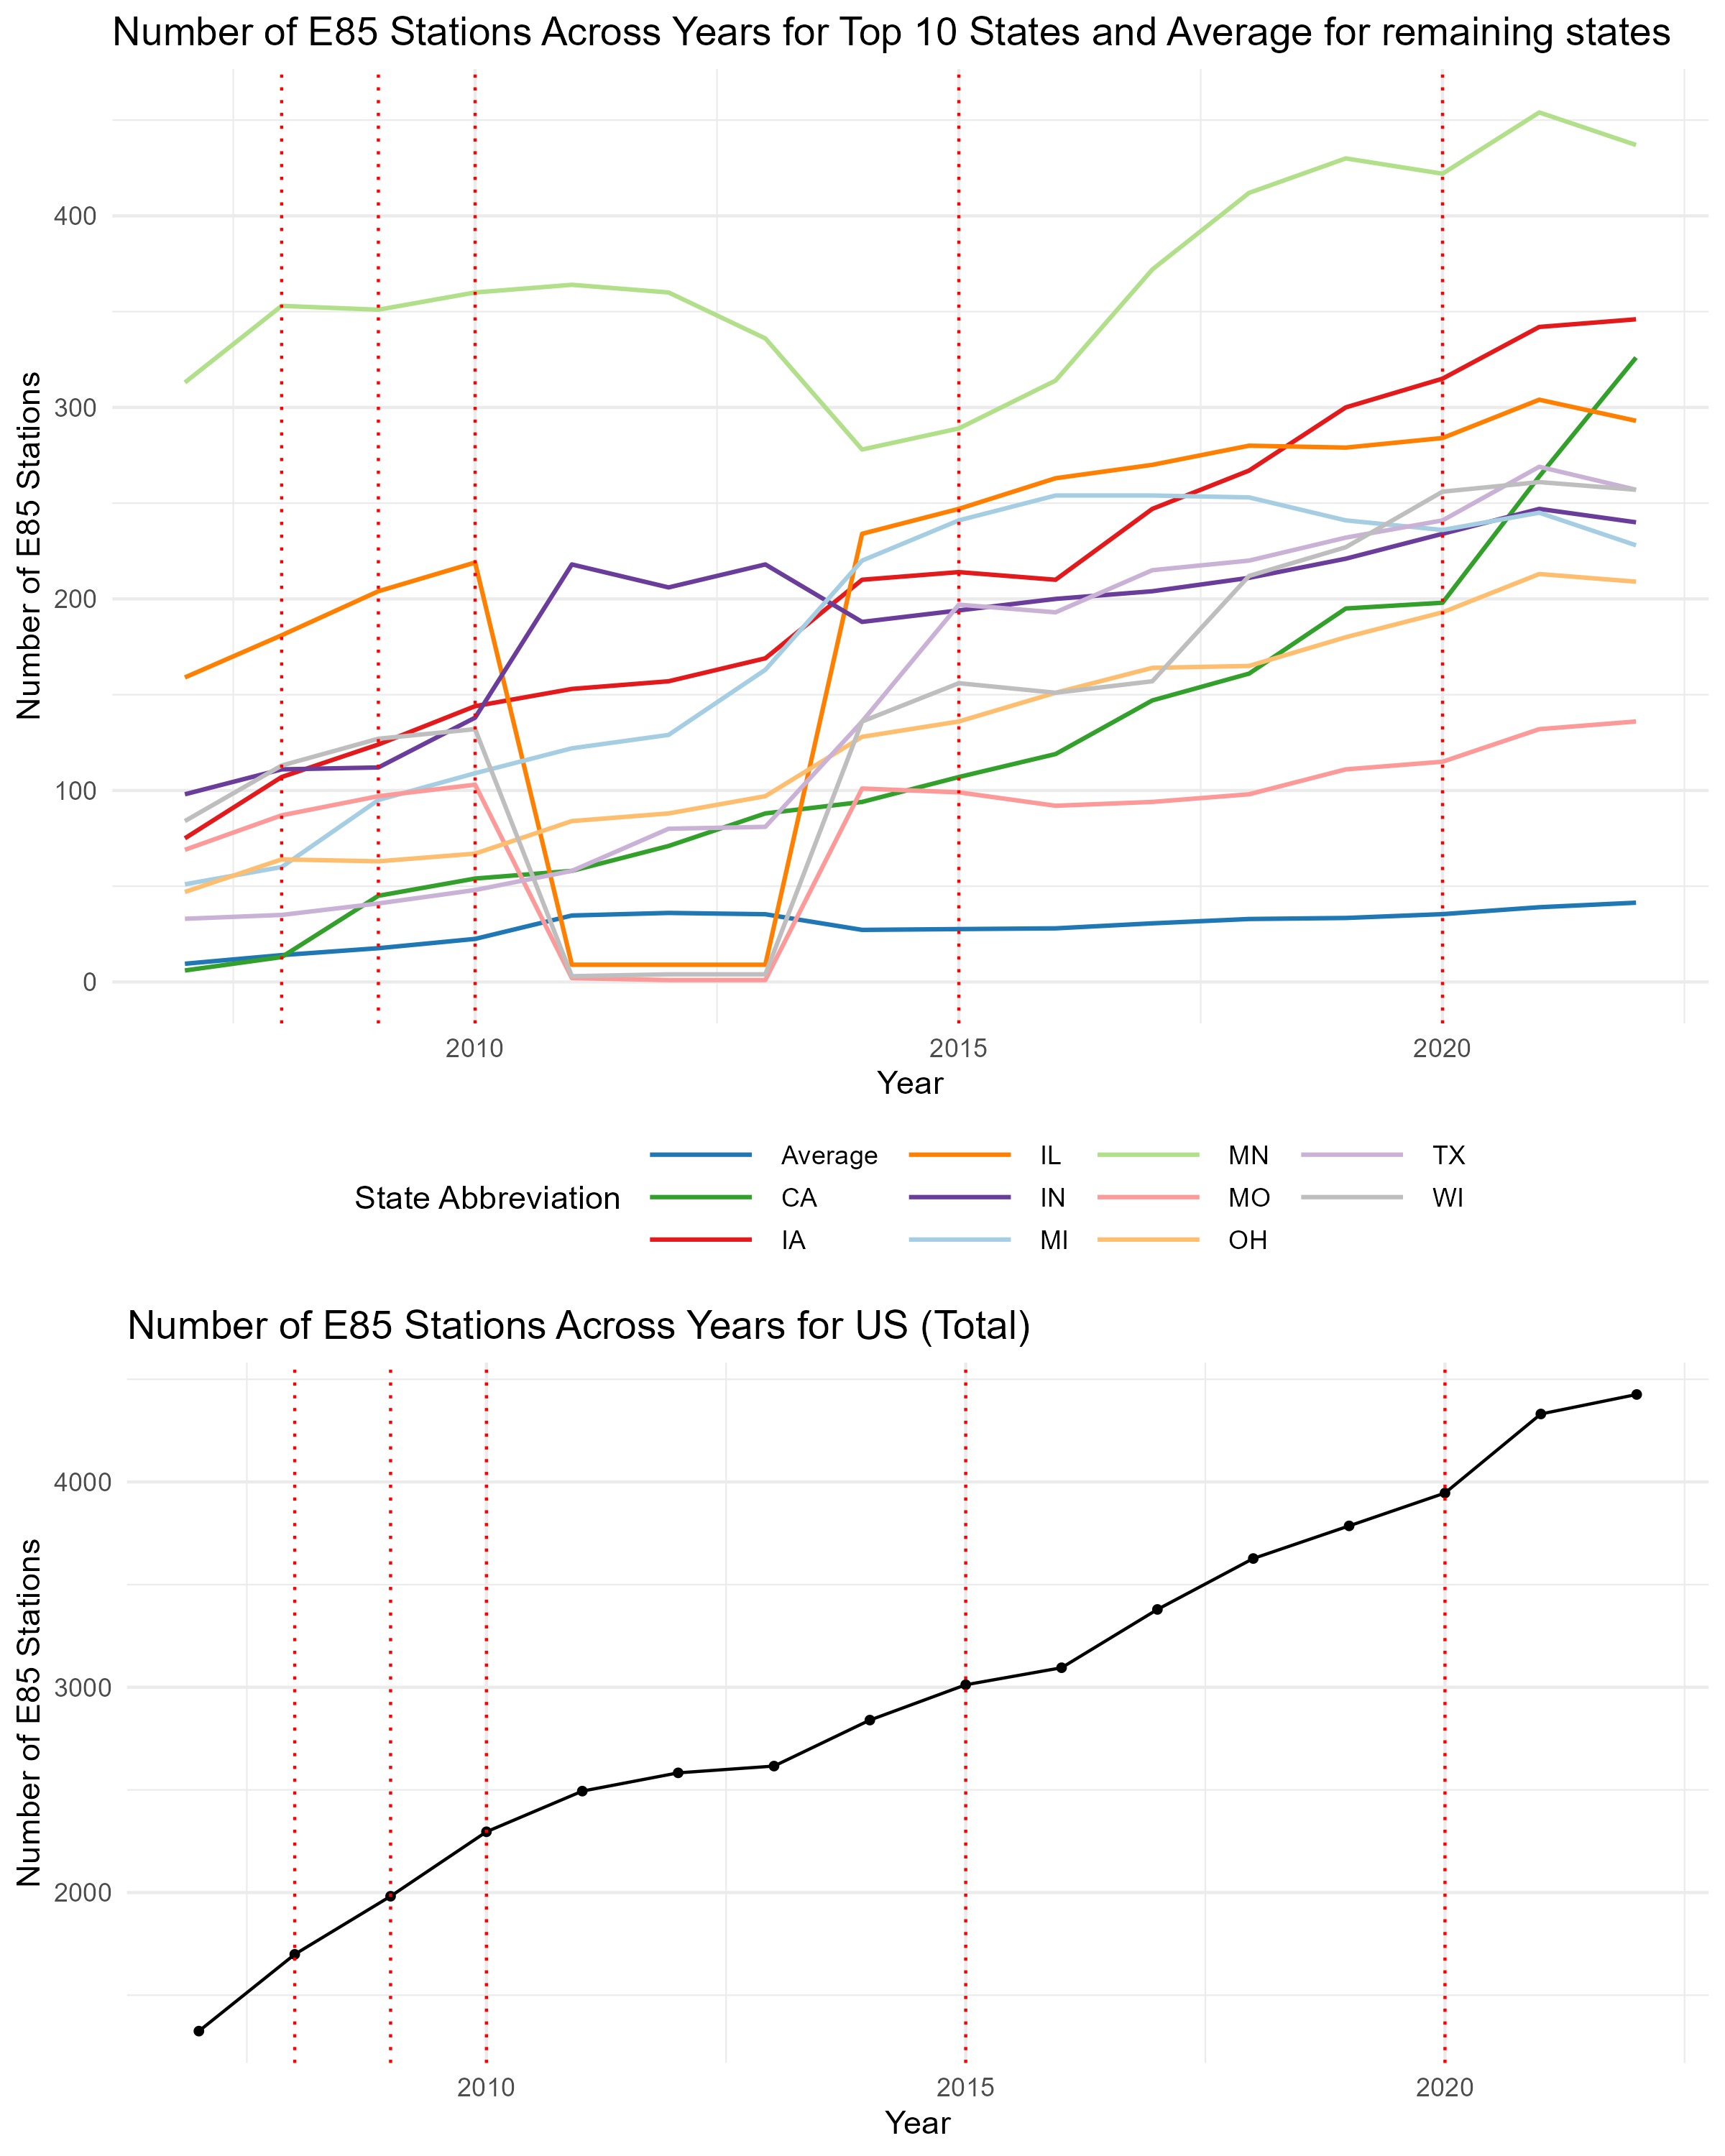 Number of E85 Stations Across Years for Top 10 States and Average for remaining states
Number of E85 Stations
400
300
200
100
0
2010 2015 2020
Year
State Abbreviation
Average IL MN TX
CA IN MO WI
IA MI OH
Number of E85 Stations Across Years for US (Total)
Number of E85 Stations
4000
3000
2000
2010 2015 2020
Year